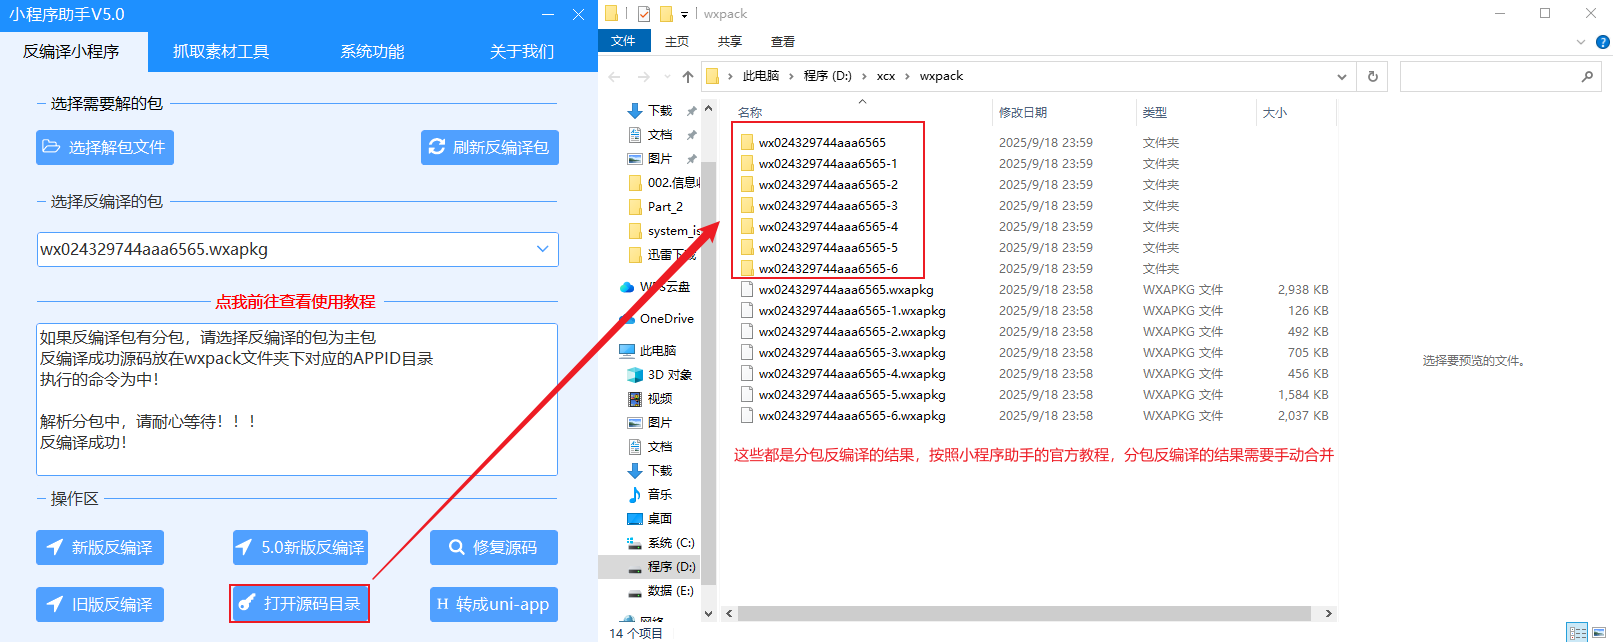 小程序助手V5.0
反编译小程序
抓取素材工具
系统功能
关于我们
选择需要解的包
选择解包文件
刷新反编译包
选择反编译的包
wx024329744aaa6565.wxapkg
点我前往查看使用教程
如果反编译包有分包，请选择反编译的包为主包
反编译成功源码放在wxpack文件夹下对应的APPID目录
执行的命令为中!
解析分包中，请耐心等待！！！
反编译成功!
操作区
新版反编译
5.0新版反编译
修复源码
旧版反编译
打开源码目录
H 转成uni-app
wxpack
文件
主页
共享
查看
此电脑 › 程序 (D:) › xcx › wxpack
下载
文档
图片
002.信息
Part_2
system_is
迅雷下载
WPS云盘
OneDrive
此电脑
3D 对象
视频
图片
文档
下载
音乐
桌面
系统 (C:)
程序 (D:)
数据 (E:)
网络
名称 修改日期 类型 大小
wx024329744aaa6565 2025/9/18 23:59 文件夹
wx024329744aaa6565-1 2025/9/18 23:59 文件夹
wx024329744aaa6565-2 2025/9/18 23:59 文件夹
wx024329744aaa6565-3 2025/9/18 23:59 文件夹
wx024329744aaa6565-4 2025/9/18 23:59 文件夹
wx024329744aaa6565-5 2025/9/18 23:59 文件夹
wx024329744aaa6565-6 2025/9/18 23:59 文件夹
wx024329744aaa6565.wxapkg 2025/9/18 23:58 WXAPKG 文件 2,938 KB
wx024329744aaa6565-1.wxapkg 2025/9/18 23:58 WXAPKG 文件 126 KB
wx024329744aaa6565-2.wxapkg 2025/9/18 23:58 WXAPKG 文件 492 KB
wx024329744aaa6565-3.wxapkg 2025/9/18 23:58 WXAPKG 文件 705 KB
wx024329744aaa6565-4.wxapkg 2025/9/18 23:58 WXAPKG 文件 456 KB
wx024329744aaa6565-5.wxapkg 2025/9/18 23:58 WXAPKG 文件 1,584 KB
wx024329744aaa6565-6.wxapkg 2025/9/18 23:58 WXAPKG 文件 2,037 KB
这些都是分包反编译的结果，按照小程序助手的官方教程，分包反编译的结果需要手动合并
选择要预览的文件。
14 个项目